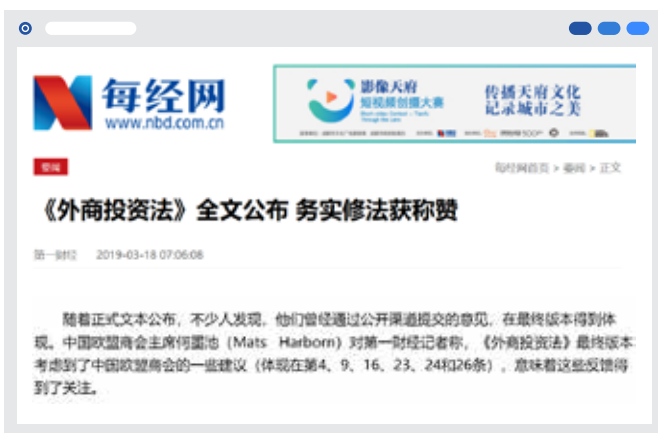 每经网
www.nbd.com.cn
影像天府
短视频创摄大赛
传播天府文化
记录城市之美
要闻
每经网首页 > 要闻 > 正文
《外商投资法》全文公布 务实修法获称赞
第一财经 2019-03-18 07:06:08
随着正式文本公布，不少人发现，他们曾经通过公开渠道提交的意见，在最终版本得到体
现。中国欧盟商会主席何墨池（Mats Harborn）对第一财经记者称，《外商投资法》最终版本
考虑到了中国欧盟商会的一些建议（体现在第4、9、16、23、24和26条），意味着这些反馈得
到了关注。